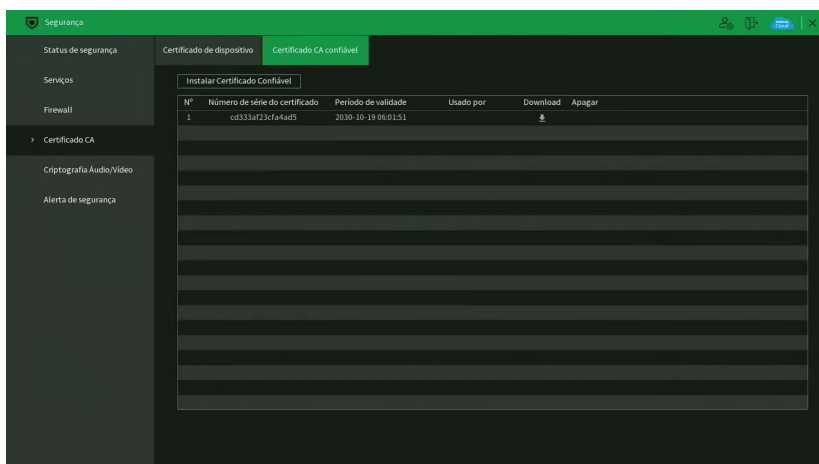 Segurança
Status de segurança
Serviços
Firewall
> Certificado CA
Criptografia Áudio/Vídeo
Alerta de segurança
Certificado de dispositivo Certificado CA confiável
Instalar Certificado Confiável
Nº Número de série do certificado Período de validade Usado por Download Apagar
1 cd333af23cfa4ad5 2030-10-19 06:01:51